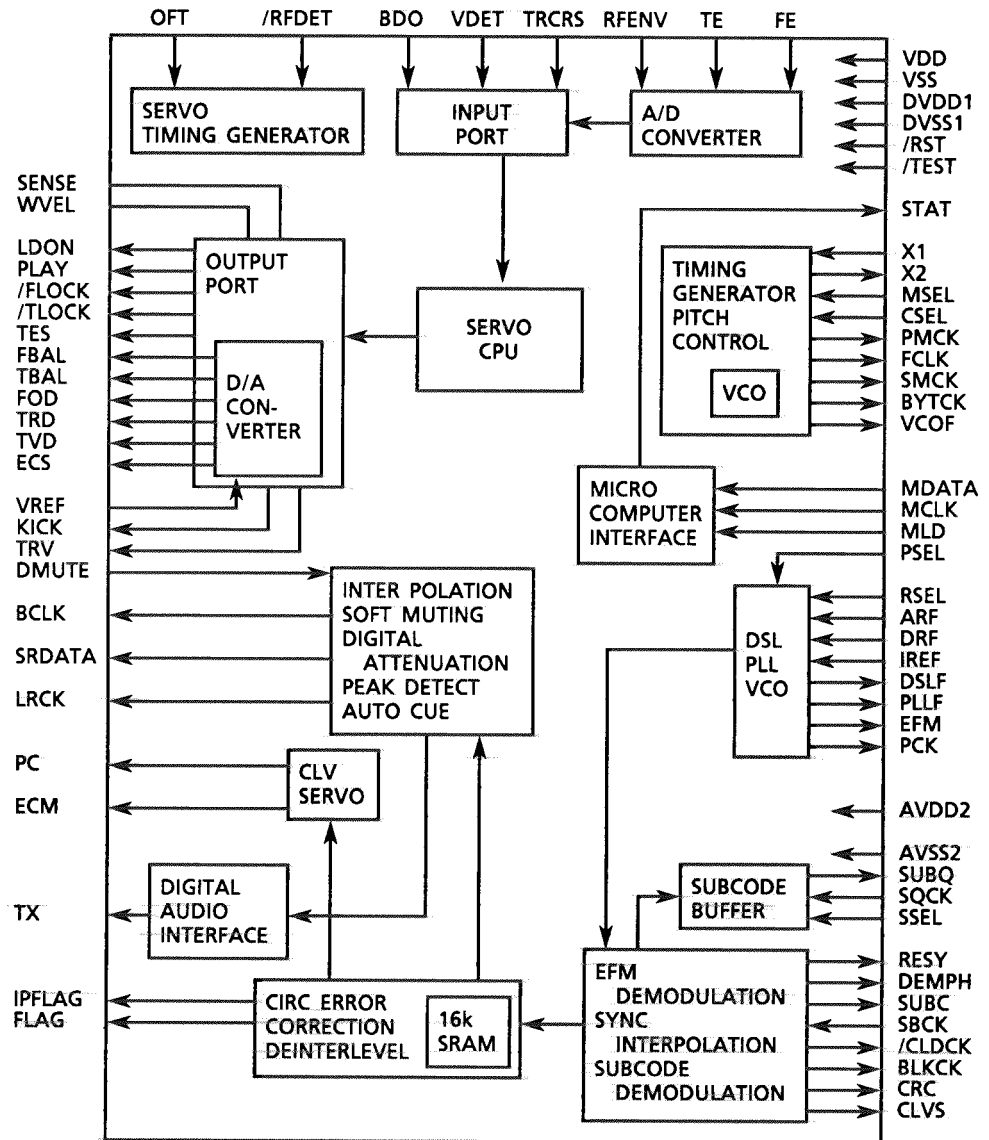 OFT /RFDET BDO VDET TRCRS RFENV TE FE
VDD
VSS
DVDD1
DVSS1
/RST
/TEST
SERVO
TIMING GENERATOR
INPUT
PORT
A/D
CONVERTER
SENSE
WVEL
LDON
PLAY
/FLOCK
/TLOCK
TES
FBAL
TBAL
FOD
TRD
TVD
ECS
VREF
KICK
TRV
DMUTE
BCLK
SRDATA
LRCK
PC
ECM
TX
IPFLAG
FLAG
OUTPUT
PORT
D/A
CON-
VERTER
SERVO
CPU
STAT
TIMING
GENERATOR
PITCH
CONTROL
VCO
X1
X2
MSEL
CSEL
PMCK
FCLK
SMCK
BYTCK
VCOF
MICRO
COMPUTER
INTERFACE
MDATA
MCLK
MLD
PSEL
INTER POLATION
SOFT MUTING
DIGITAL
ATTENUATION
PEAK DETECT
AUTO CUE
DSL
PLL
VCO
RSEL
ARF
DRF
IREF
DSLF
PLLF
EFM
PCK
CLV
SERVO
AVDD2
AVSS2
DIGITAL
AUDIO
INTERFACE
SUBCODE
BUFFER
SUBQ
SQCK
SSEL
CIRC ERROR
CORRECTION
DEINTERLEVEL
16k
SRAM
EFM
DEMODULATION
SYNC
INTERPOLATION
SUBCODE
DEMODULATION
RESY
DEMPH
SUBC
SBCK
/CLDCK
BLKCK
CRC
CLVS